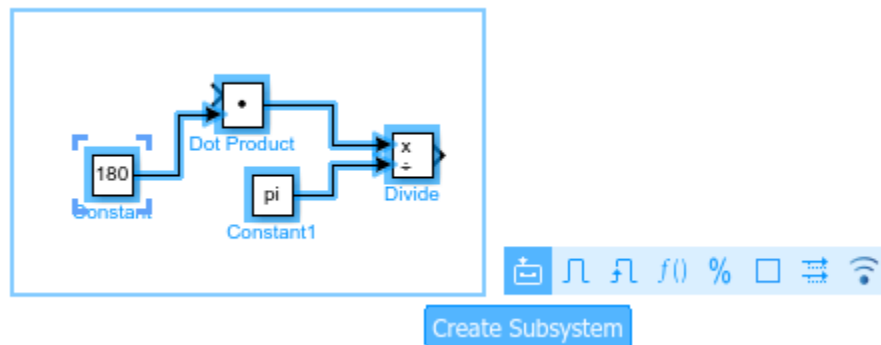 Dot Product
180
Constant
pi
Constant1
x
÷
Divide
f()
%
Create Subsystem